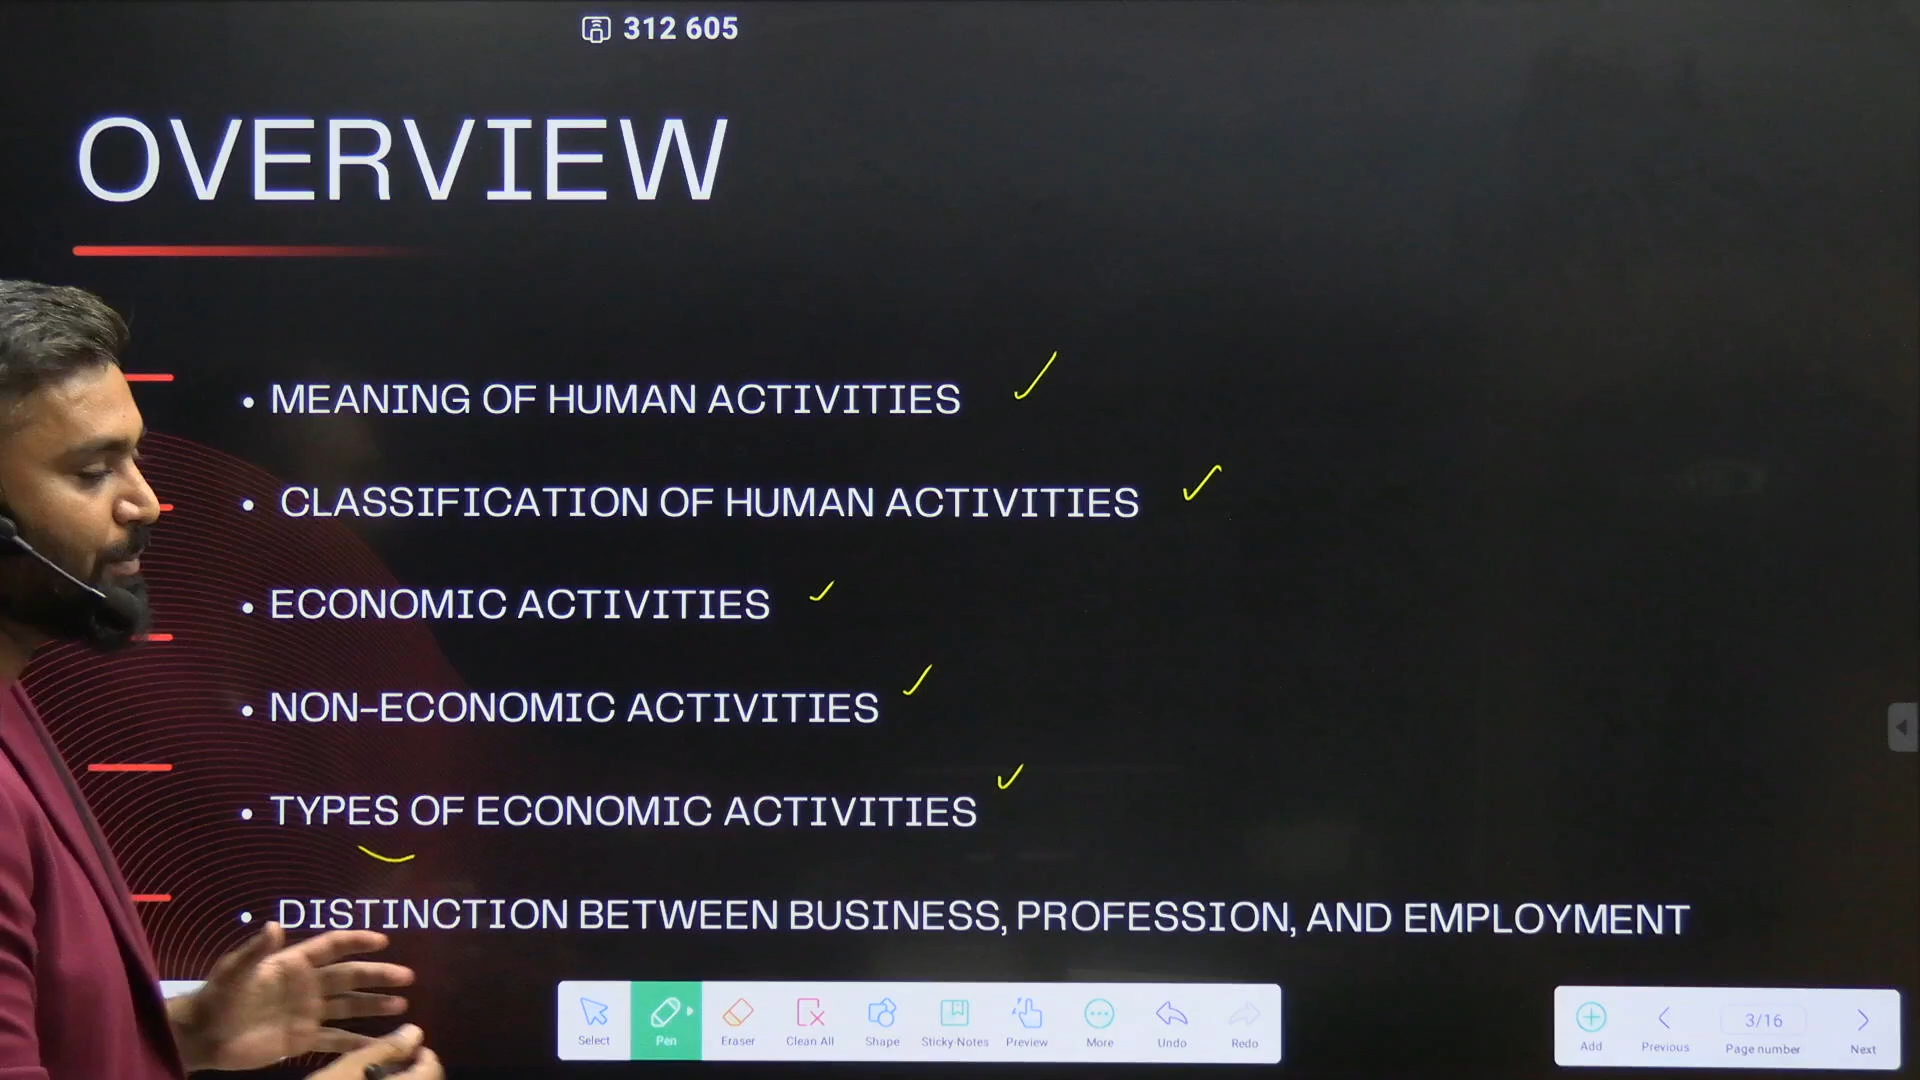 312 605
OVERVIEW
• MEANING OF HUMAN ACTIVITIES
• CLASSIFICATION OF HUMAN ACTIVITIES
• ECONOMIC ACTIVITIES
• NON-ECONOMIC ACTIVITIES
• TYPES OF ECONOMIC ACTIVITIES
• DISTINCTION BETWEEN BUSINESS, PROFESSION, AND EMPLOYMENT
Select Pen Eraser Clean All Shape Sticky Notes Preview More Undo Redo
3/16
Add Previous Page number Next